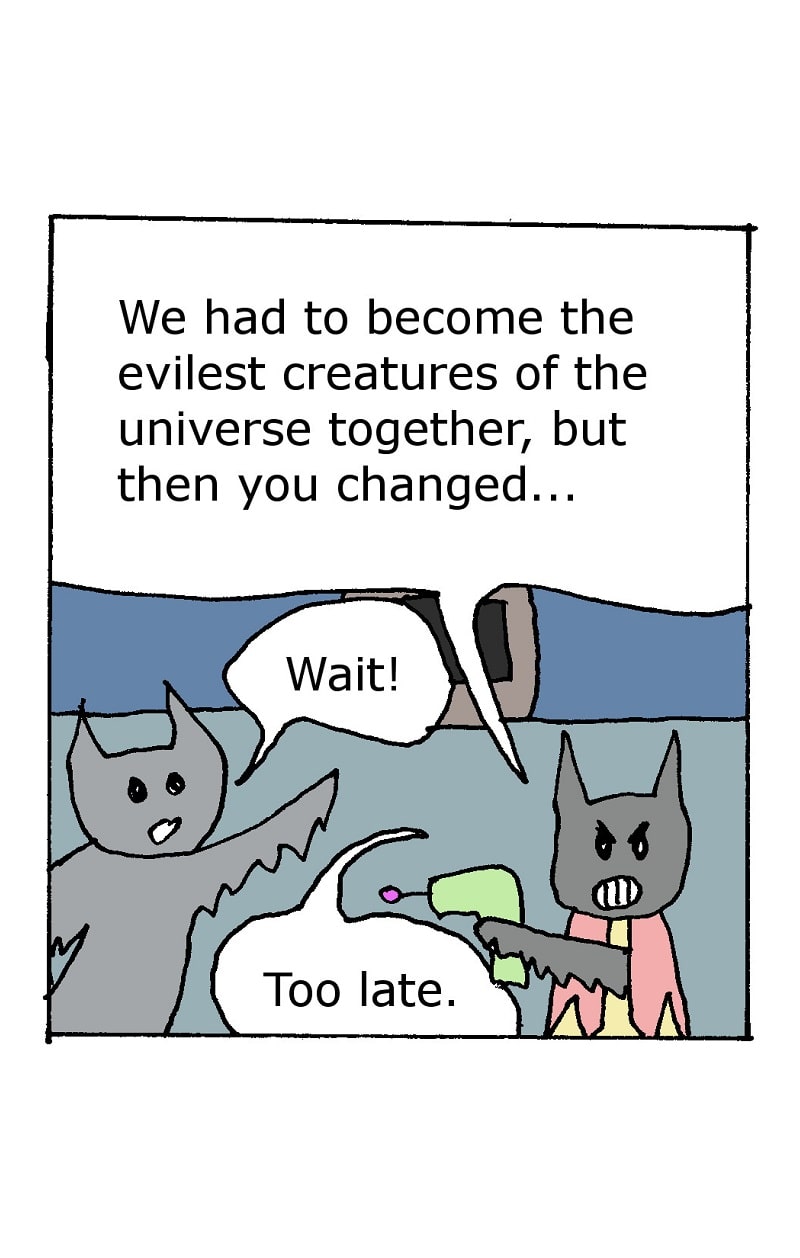 We had to become the
evilest creatures of the
universe together, but
then you changed...
Wait!
Too late.